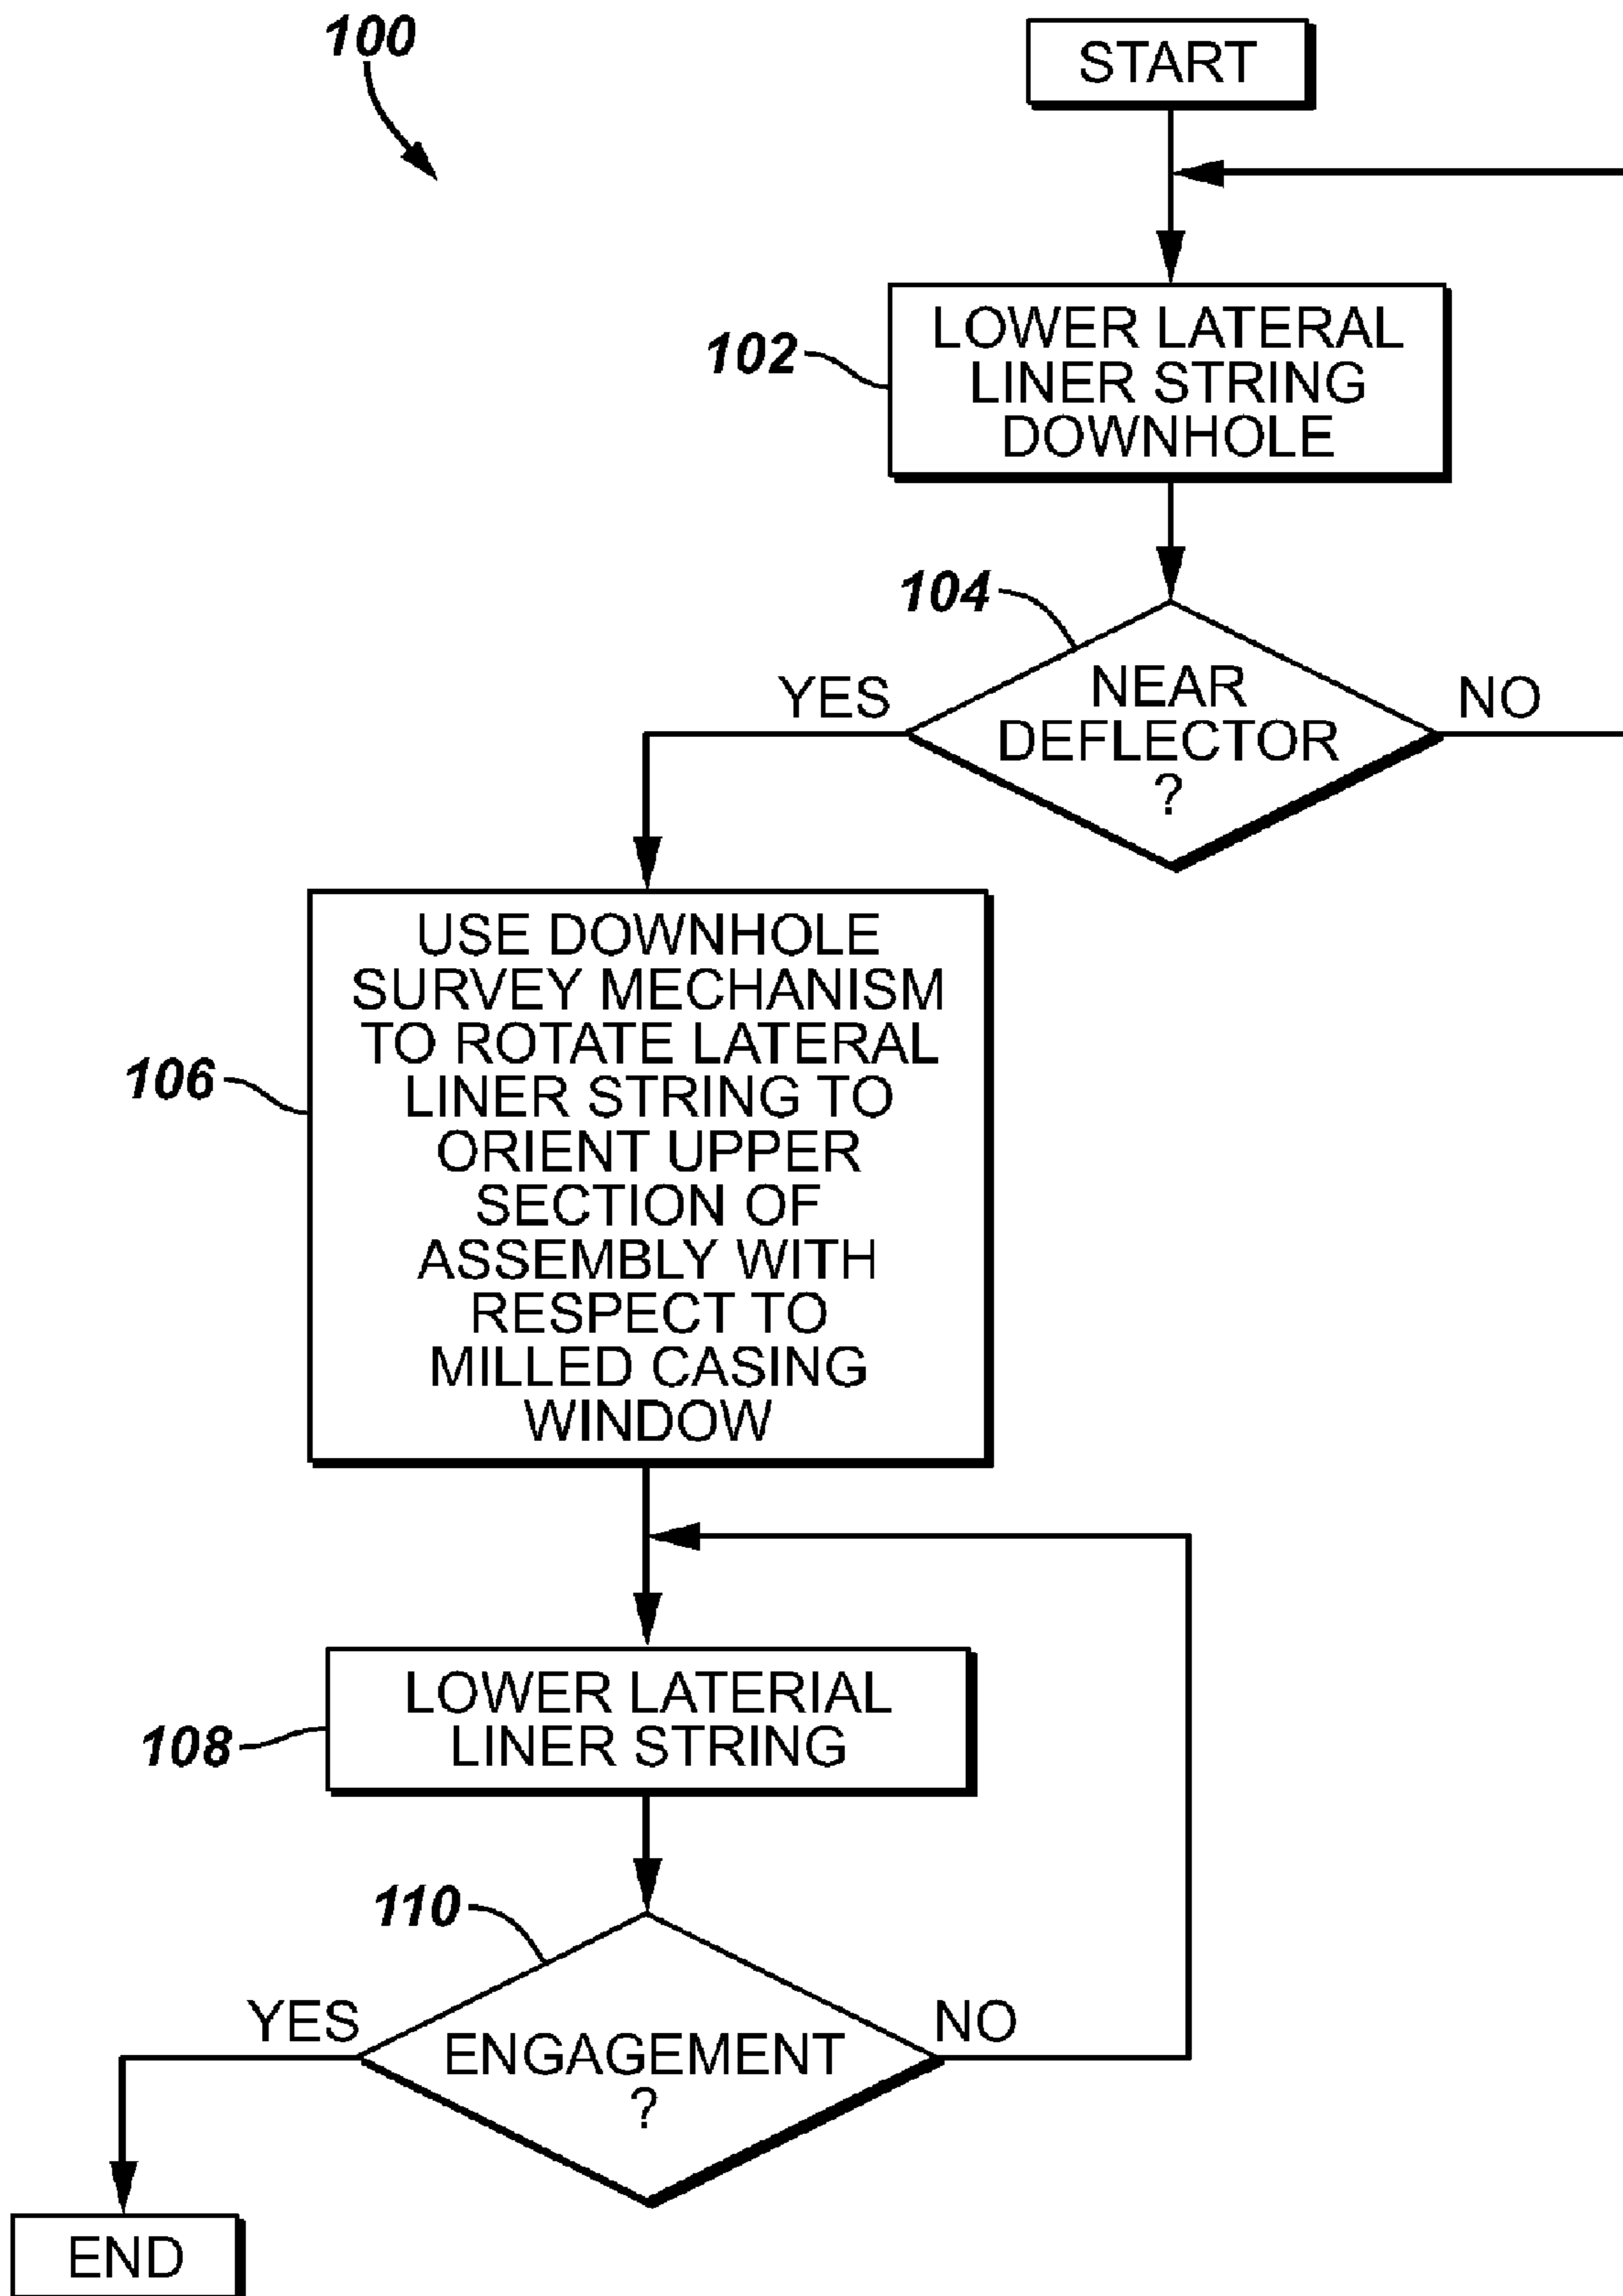 100
START
102
LOWER LATERAL
LINER STRING
DOWNHOLE
104
NEAR
DEFLECTOR
?
YES
NO
106
USE DOWNHOLE
SURVEY MECHANISM
TO ROTATE LATERAL
LINER STRING TO
ORIENT UPPER
SECTION OF
ASSEMBLY WITH
RESPECT TO
MILLED CASING
WINDOW
108
LOWER LATERIAL
LINER STRING
110
YES
NO
ENGAGEMENT
?
END